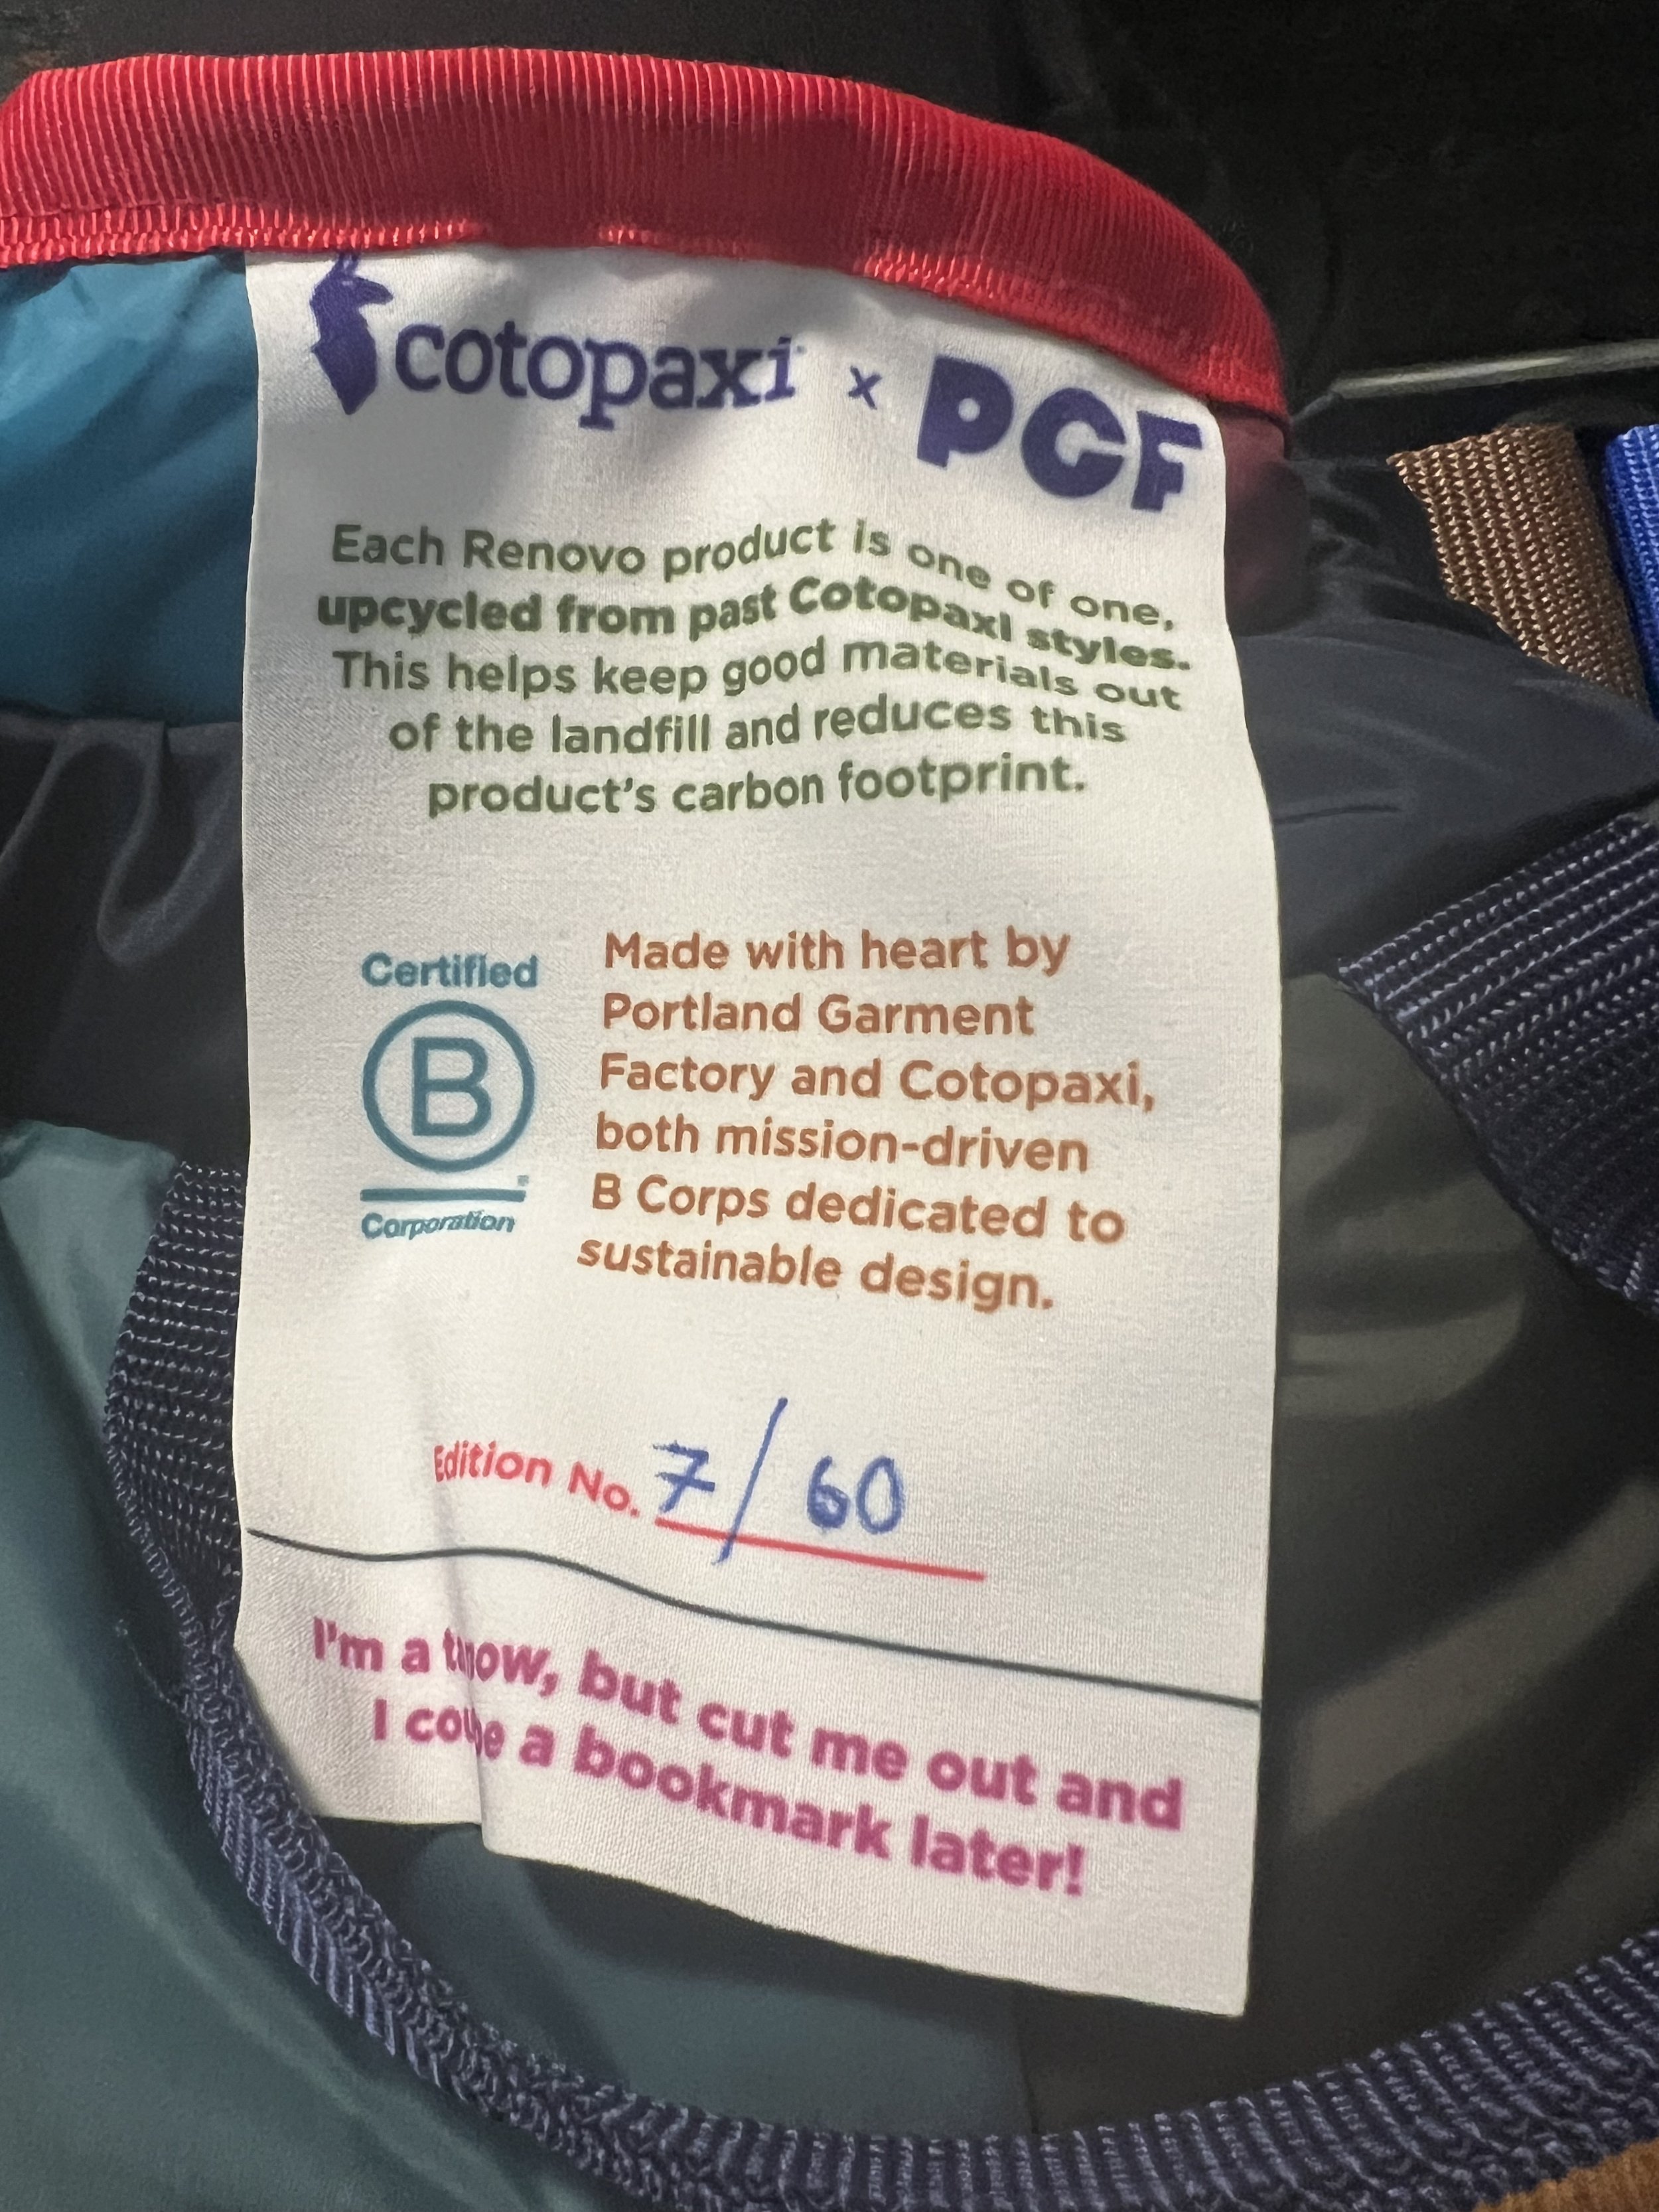 cotopaxi x PGF
Each Renovo product is one of one,
upcycled from past Cotopaxi styles.
This helps keep good materials out
of the landfill and reduces this
product's carbon footprint.
Certified
B
Corporation
Made with heart by
Portland Garment
Factory and Cotopaxi,
both mission-driven
B Corps dedicated to
sustainable design.
Edition No. 7/60
I'm a now, but cut me out and
I a bookmark later!